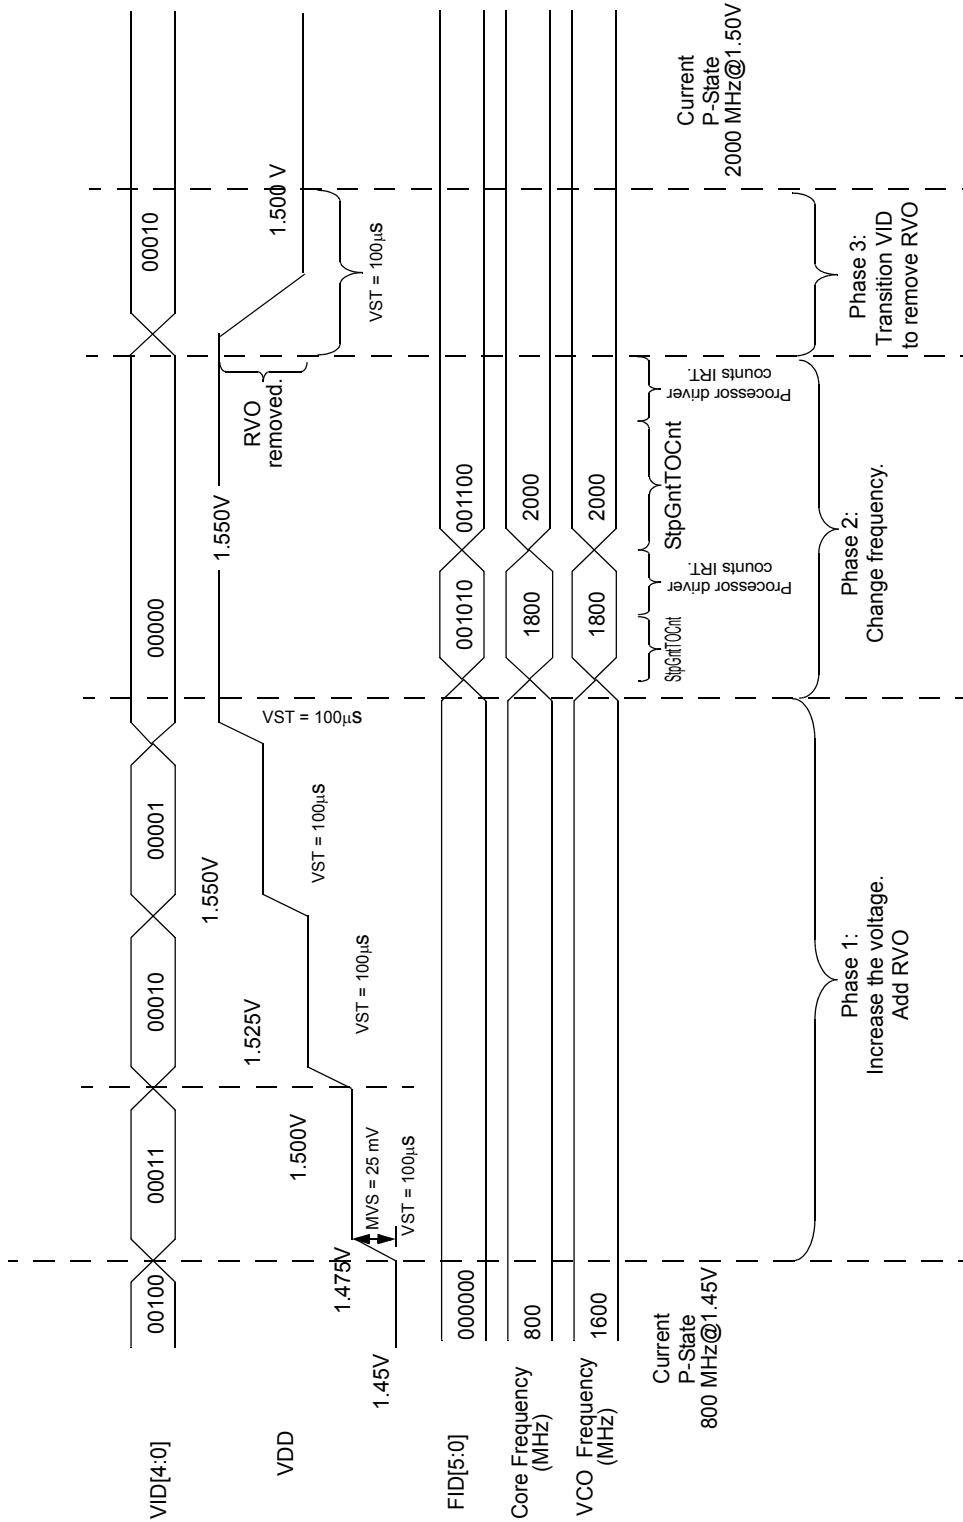 VID[4:0]
00100
00011
00010
00001
00000
00010
VDD
1.45V
1.475V
1.500V
1.525V
1.550V
1.550V
1.500 V
MVS = 25 mV
VST = 100µs
VST = 100µs
VST = 100µs
VST = 100µs
RVO
removed.
VST = 100µs
FID[5:0]
000000
001010
001100
Core Frequency
(MHz)
800
1800
2000
VCO Frequency
(MHz)
1600
1800
2000
StpGntTOCnt
Processor driver
counts IRT.
StpGntTOCnt
Processor driver
counts IRT.
Current
P-State
800 MHz@1.45V
Current
P-State
2000 MHz@1.50V
Phase 1:
Increase the voltage.
Add RVO
Phase 2:
Change frequency.
Phase 3:
Transition VID
to remove RVO